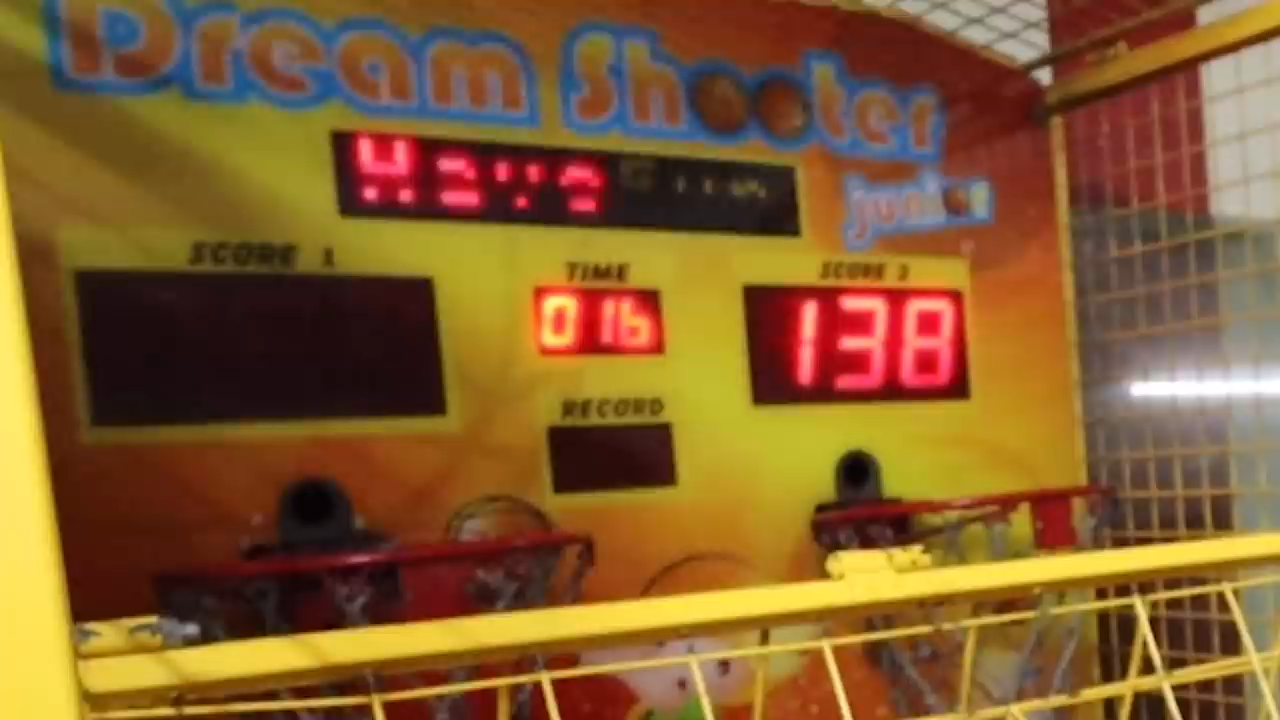 Dream Shooter
junior
SCORE 1
TIME
SCORE 2
016
138
RECORD